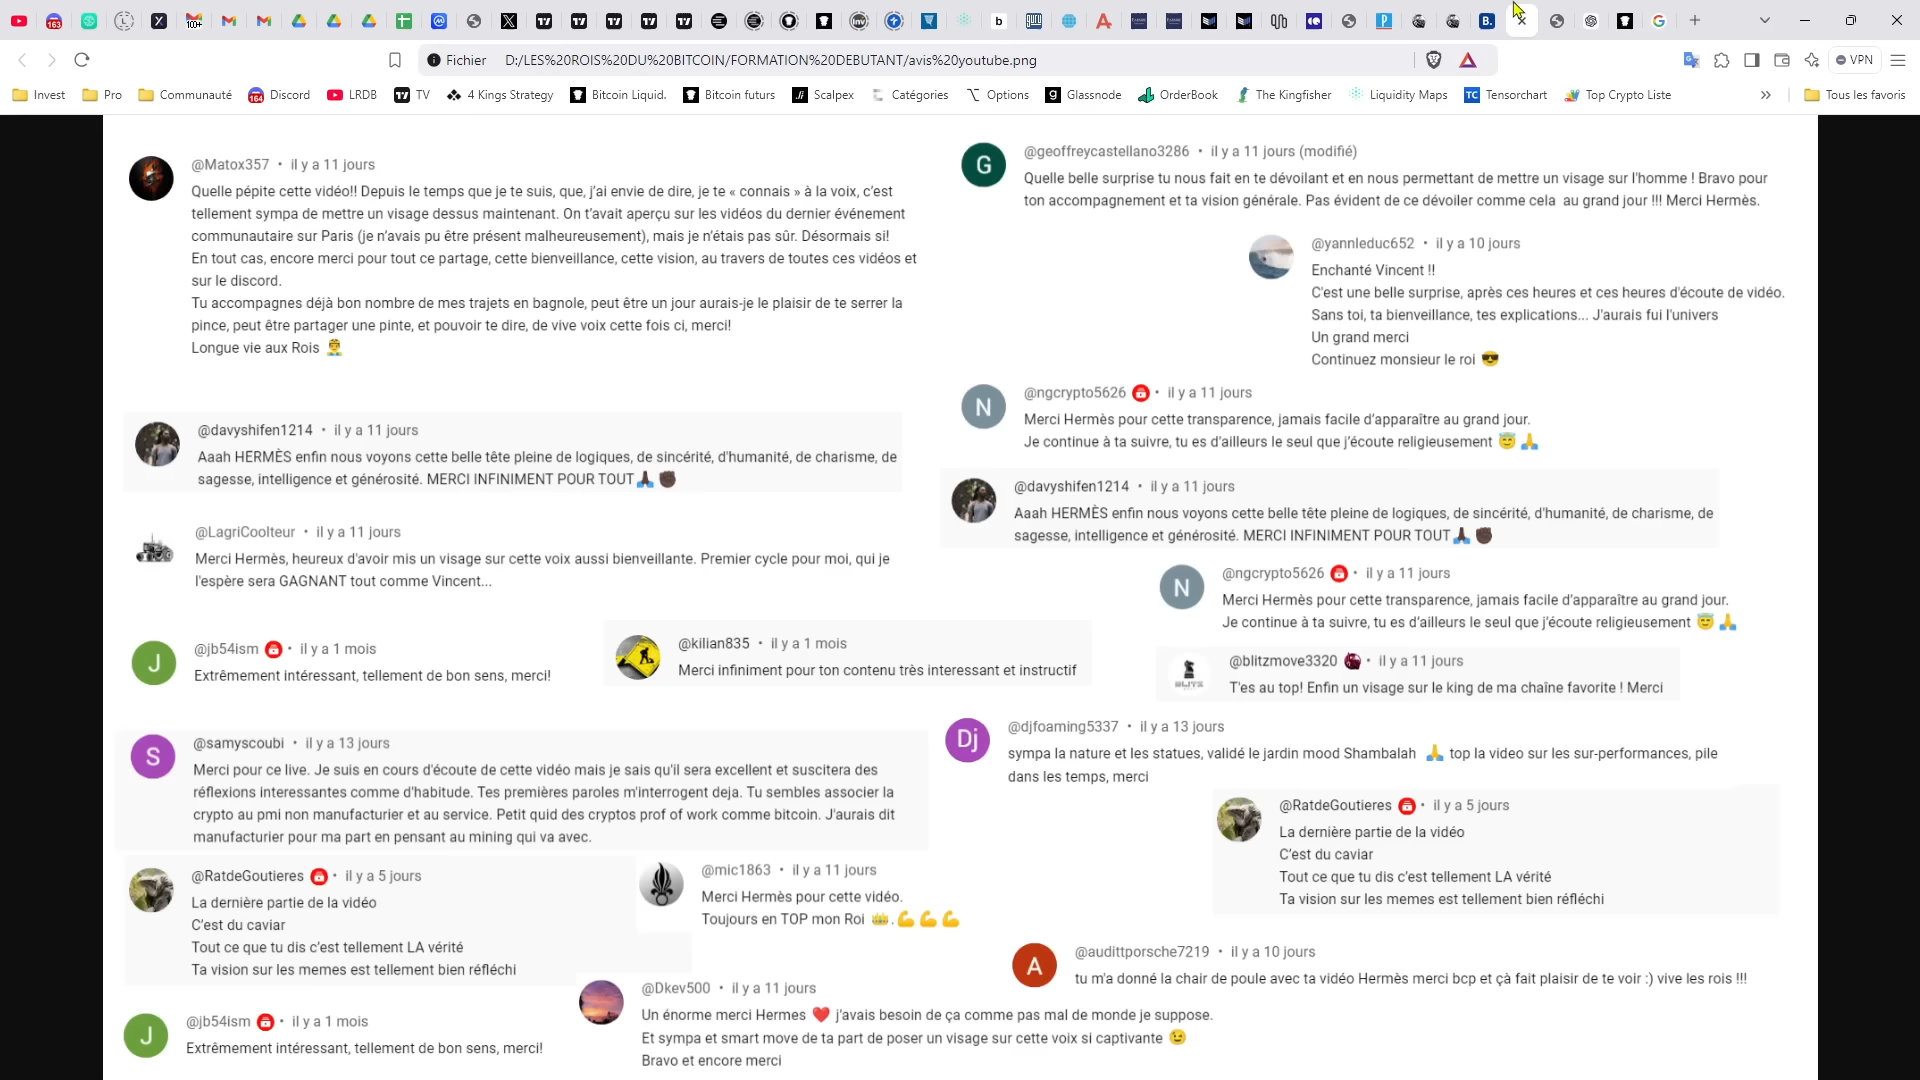 163
100+
B.
Fichier D:/LES%20ROIS%20DU%20BITCOIN/FORMATION%20DEBUTANT/avis%20youtube.png
VPN
Invest Pro Communauté 164 Discord LRDB TV 4 Kings Strategy Bitcoin Liquid. Bitcoin futurs Scalpex Catégories Options Glassnode OrderBook The Kingfisher Liquidity Maps TC Tensorchart Top Crypto Liste » Tous les favoris
@Matox357 • il y a 11 jours
Quelle pépite cette vidéo!! Depuis le temps que je te suis, que, j'ai envie de dire, je te « connais » à la voix, c'est
tellement sympa de mettre un visage dessus maintenant. On t'avait aperçu sur les vidéos du dernier événement
communautaire sur Paris (je n'avais pu être présent malheureusement), mais je n'étais pas sûr. Désormais si!
En tout cas, encore merci pour tout ce partage, cette bienveillance, cette vision, au travers de toutes ces vidéos et
sur le discord.
Tu accompagnes déjà bon nombre de mes trajets en bagnole, peut être un jour aurais-je le plaisir de te serrer la
pince, peut être partager une pinte, et pouvoir te dire, de vive voix cette fois ci, merci!
Longue vie aux Rois 🤴
G
@geoffreycastellano3286 • il y a 11 jours (modifié)
Quelle belle surprise tu nous fait en te dévoilant et en nous permettant de mettre un visage sur l'homme ! Bravo pour
ton accompagnement et ta vision générale. Pas évident de ce dévoiler comme cela au grand jour !!! Merci Hermès.
@yannleduc652 • il y a 10 jours
Enchanté Vincent !!
C'est une belle surprise, après ces heures et ces heures d'écoute de vidéo.
Sans toi, ta bienveillance, tes explications... J'aurais fui l'univers
Un grand merci
Continuez monsieur le roi 😎
N
@ngcrypto5626 • il y a 11 jours
Merci Hermès pour cette transparence, jamais facile d'apparaître au grand jour.
Je continue à ta suivre, tu es d'ailleurs le seul que j'écoute religieusement 😇🙏
@davyshifen1214 • il y a 11 jours
Aaah HERMÈS enfin nous voyons cette belle tête pleine de logiques, de sincérité, d'humanité, de charisme, de
sagesse, intelligence et générosité. MERCI INFINIMENT POUR TOUT🙏🏿 ✊🏿
@davyshifen1214 • il y a 11 jours
Aaah HERMÈS enfin nous voyons cette belle tête pleine de logiques, de sincérité, d'humanité, de charisme, de
sagesse, intelligence et générosité. MERCI INFINIMENT POUR TOUT🙏🏿 ✊🏿
@LagriCoolteur • il y a 11 jours
Merci Hermès, heureux d'avoir mis un visage sur cette voix aussi bienveillante. Premier cycle pour moi, qui je
l'espère sera GAGNANT tout comme Vincent...
N
@ngcrypto5626 • il y a 11 jours
Merci Hermès pour cette transparence, jamais facile d'apparaître au grand jour.
Je continue à ta suivre, tu es d'ailleurs le seul que j'écoute religieusement 😇🙏
J
@jb54ism • il y a 1 mois
Extrêmement intéressant, tellement de bon sens, merci!
@kilian835 • il y a 1 mois
Merci infiniment pour ton contenu très interessant et instructif
BLITZ
@blitzmove3320 • il y a 11 jours
T'es au top! Enfin un visage sur le king de ma chaîne favorite ! Merci
S
@samyscoubi • il y a 13 jours
Merci pour ce live. Je suis en cours d'écoute de cette vidéo mais je sais qu'il sera excellent et suscitera des
réflexions interessantes comme d'habitude. Tes premières paroles m'interrogent deja. Tu sembles associer la
crypto au pmi non manufacturier et au service. Petit quid des cryptos prof of work comme bitcoin. J'aurais dit
manufacturier pour ma part en pensant au mining qui va avec.
Dj
@djfoaming5337 • il y a 13 jours
sympa la nature et les statues, validé le jardin mood Shambalah 🙏 top la video sur les sur-performances, pile
dans les temps, merci
@RatdeGoutieres • il y a 5 jours
La dernière partie de la vidéo
C'est du caviar
Tout ce que tu dis c'est tellement LA vérité
Ta vision sur les memes est tellement bien réfléchi
@RatdeGoutieres • il y a 5 jours
La dernière partie de la vidéo
C'est du caviar
Tout ce que tu dis c'est tellement LA vérité
Ta vision sur les memes est tellement bien réfléchi
@mic1863 • il y a 11 jours
Merci Hermès pour cette vidéo.
Toujours en TOP mon Roi 👑.💪💪💪
A
@audittporsche7219 • il y a 10 jours
tu m'a donné la chair de poule avec ta vidéo Hermès merci bcp et çà fait plaisir de te voir :) vive les rois !!!
@Dkev500 • il y a 11 jours
Un énorme merci Hermes ❤️ j'avais besoin de ça comme pas mal de monde je suppose.
Et sympa et smart move de ta part de poser un visage sur cette voix si captivante 😉
Bravo et encore merci
J
@jb54ism • il y a 1 mois
Extrêmement intéressant, tellement de bon sens, merci!